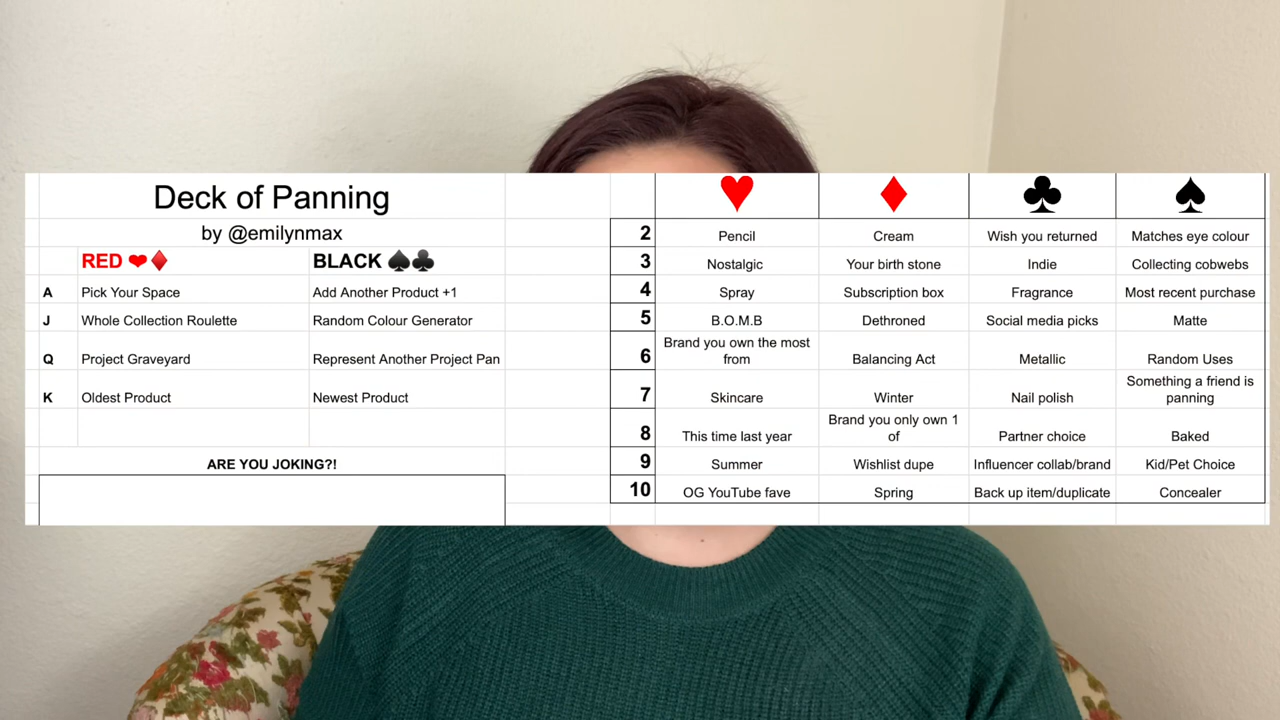 Deck of Panning
by @emilynmax
RED ❤️♦️ BLACK ♠️♣️
A Pick Your Space Add Another Product +1
J Whole Collection Roulette Random Colour Generator
Q Project Graveyard Represent Another Project Pan
K Oldest Product Newest Product
ARE YOU JOKING?!
♥ ♦ ♣ ♠
2 Pencil Cream Wish you returned Matches eye colour
3 Nostalgic Your birth stone Indie Collecting cobwebs
4 Spray Subscription box Fragrance Most recent purchase
5 B.O.M.B Dethroned Social media picks Matte
6 Brand you own the most
from Balancing Act Metallic Random Uses
7 Skincare Winter Nail polish Something a friend is
panning
8 This time last year Brand you only own 1
of Partner choice Baked
9 Summer Wishlist dupe Influencer collab/brand Kid/Pet Choice
10 OG YouTube fave Spring Back up item/duplicate Concealer